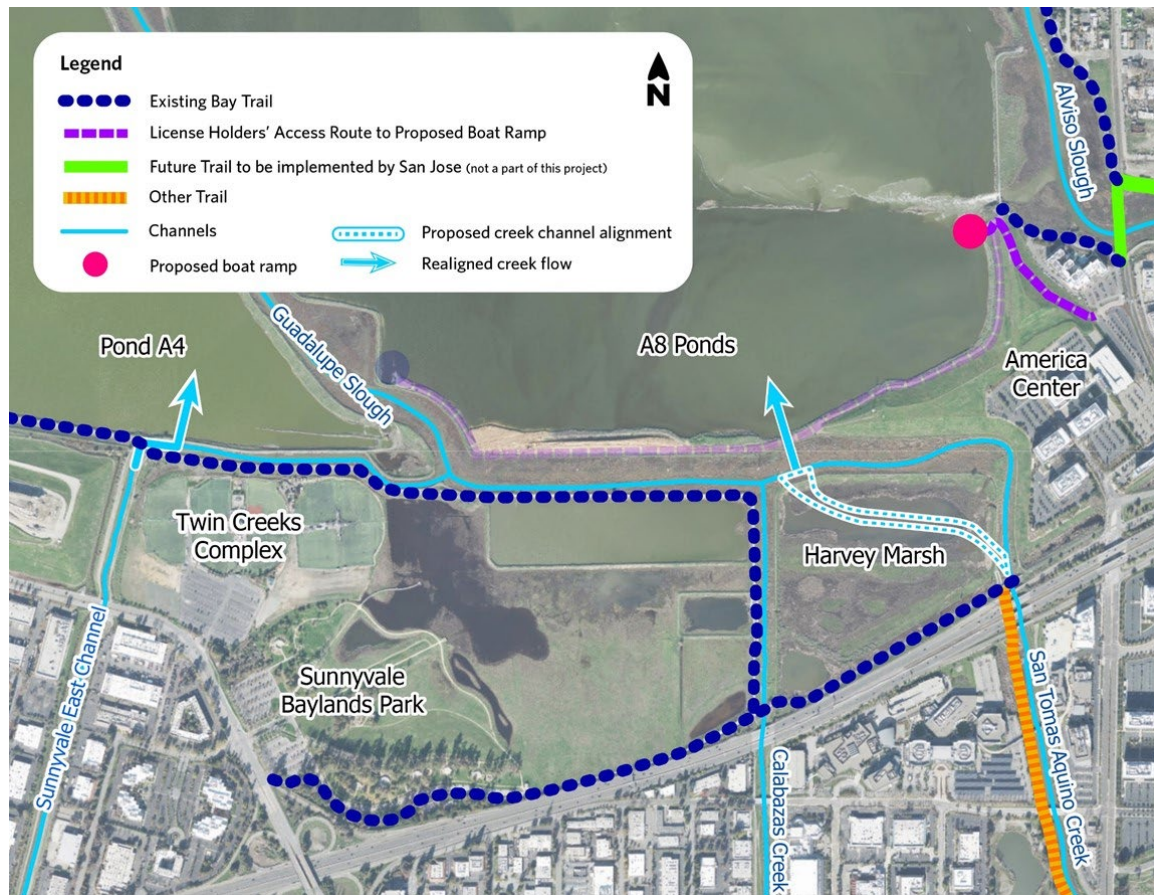 Legend
N
Existing Bay Trail
License Holders' Access Route to Proposed Boat Ramp
Future Trail to be implemented by San Jose (not a part of this project)
Other Trail
Channels
Proposed creek channel alignment
Proposed boat ramp
Realigned creek flow
Alviso Slough
Guadalupe Slough
Pond A4
A8 Ponds
America
Center
Twin Creeks
Complex
Harvey Marsh
Sunnyvale East Channel
Sunnyvale
Baylands Park
San Tomas Aquino Creek
Calabazas Creek